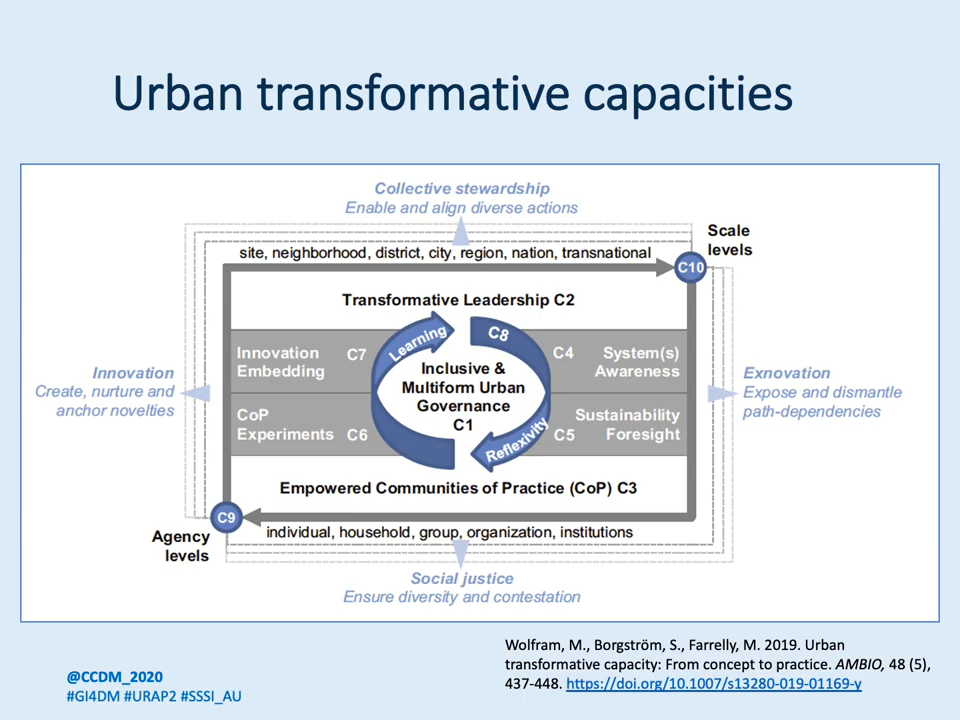 Urban transformative capacities
Collective stewardship
Enable and align diverse actions
Scale
levels
site, neighborhood, district, city, region, nation, transnational
C10
Transformative Leadership C2
Learning
C8
Innovation
Embedding
C7
C4
System(s)
Awareness
Inclusive &
Multiform Urban
Governance
C1
Innovation
Create, nurture and
anchor novelties
Exnovation
Expose and dismantle
path-dependencies
CoP
Experiments
C6
C5
Sustainability
Foresight
Reflexivity
Empowered Communities of Practice (CoP) C3
C9
Agency
levels
individual, household, group, organization, institutions
Social justice
Ensure diversity and contestation
Wolfram, M., Borgström, S., Farrelly, M. 2019. Urban
transformative capacity: From concept to practice. AMBIO, 48 (5),
437-448. https://doi.org/10.1007/s13280-019-01169-y
@CCDM_2020
#GI4DM #URAP2 #SSSI_AU